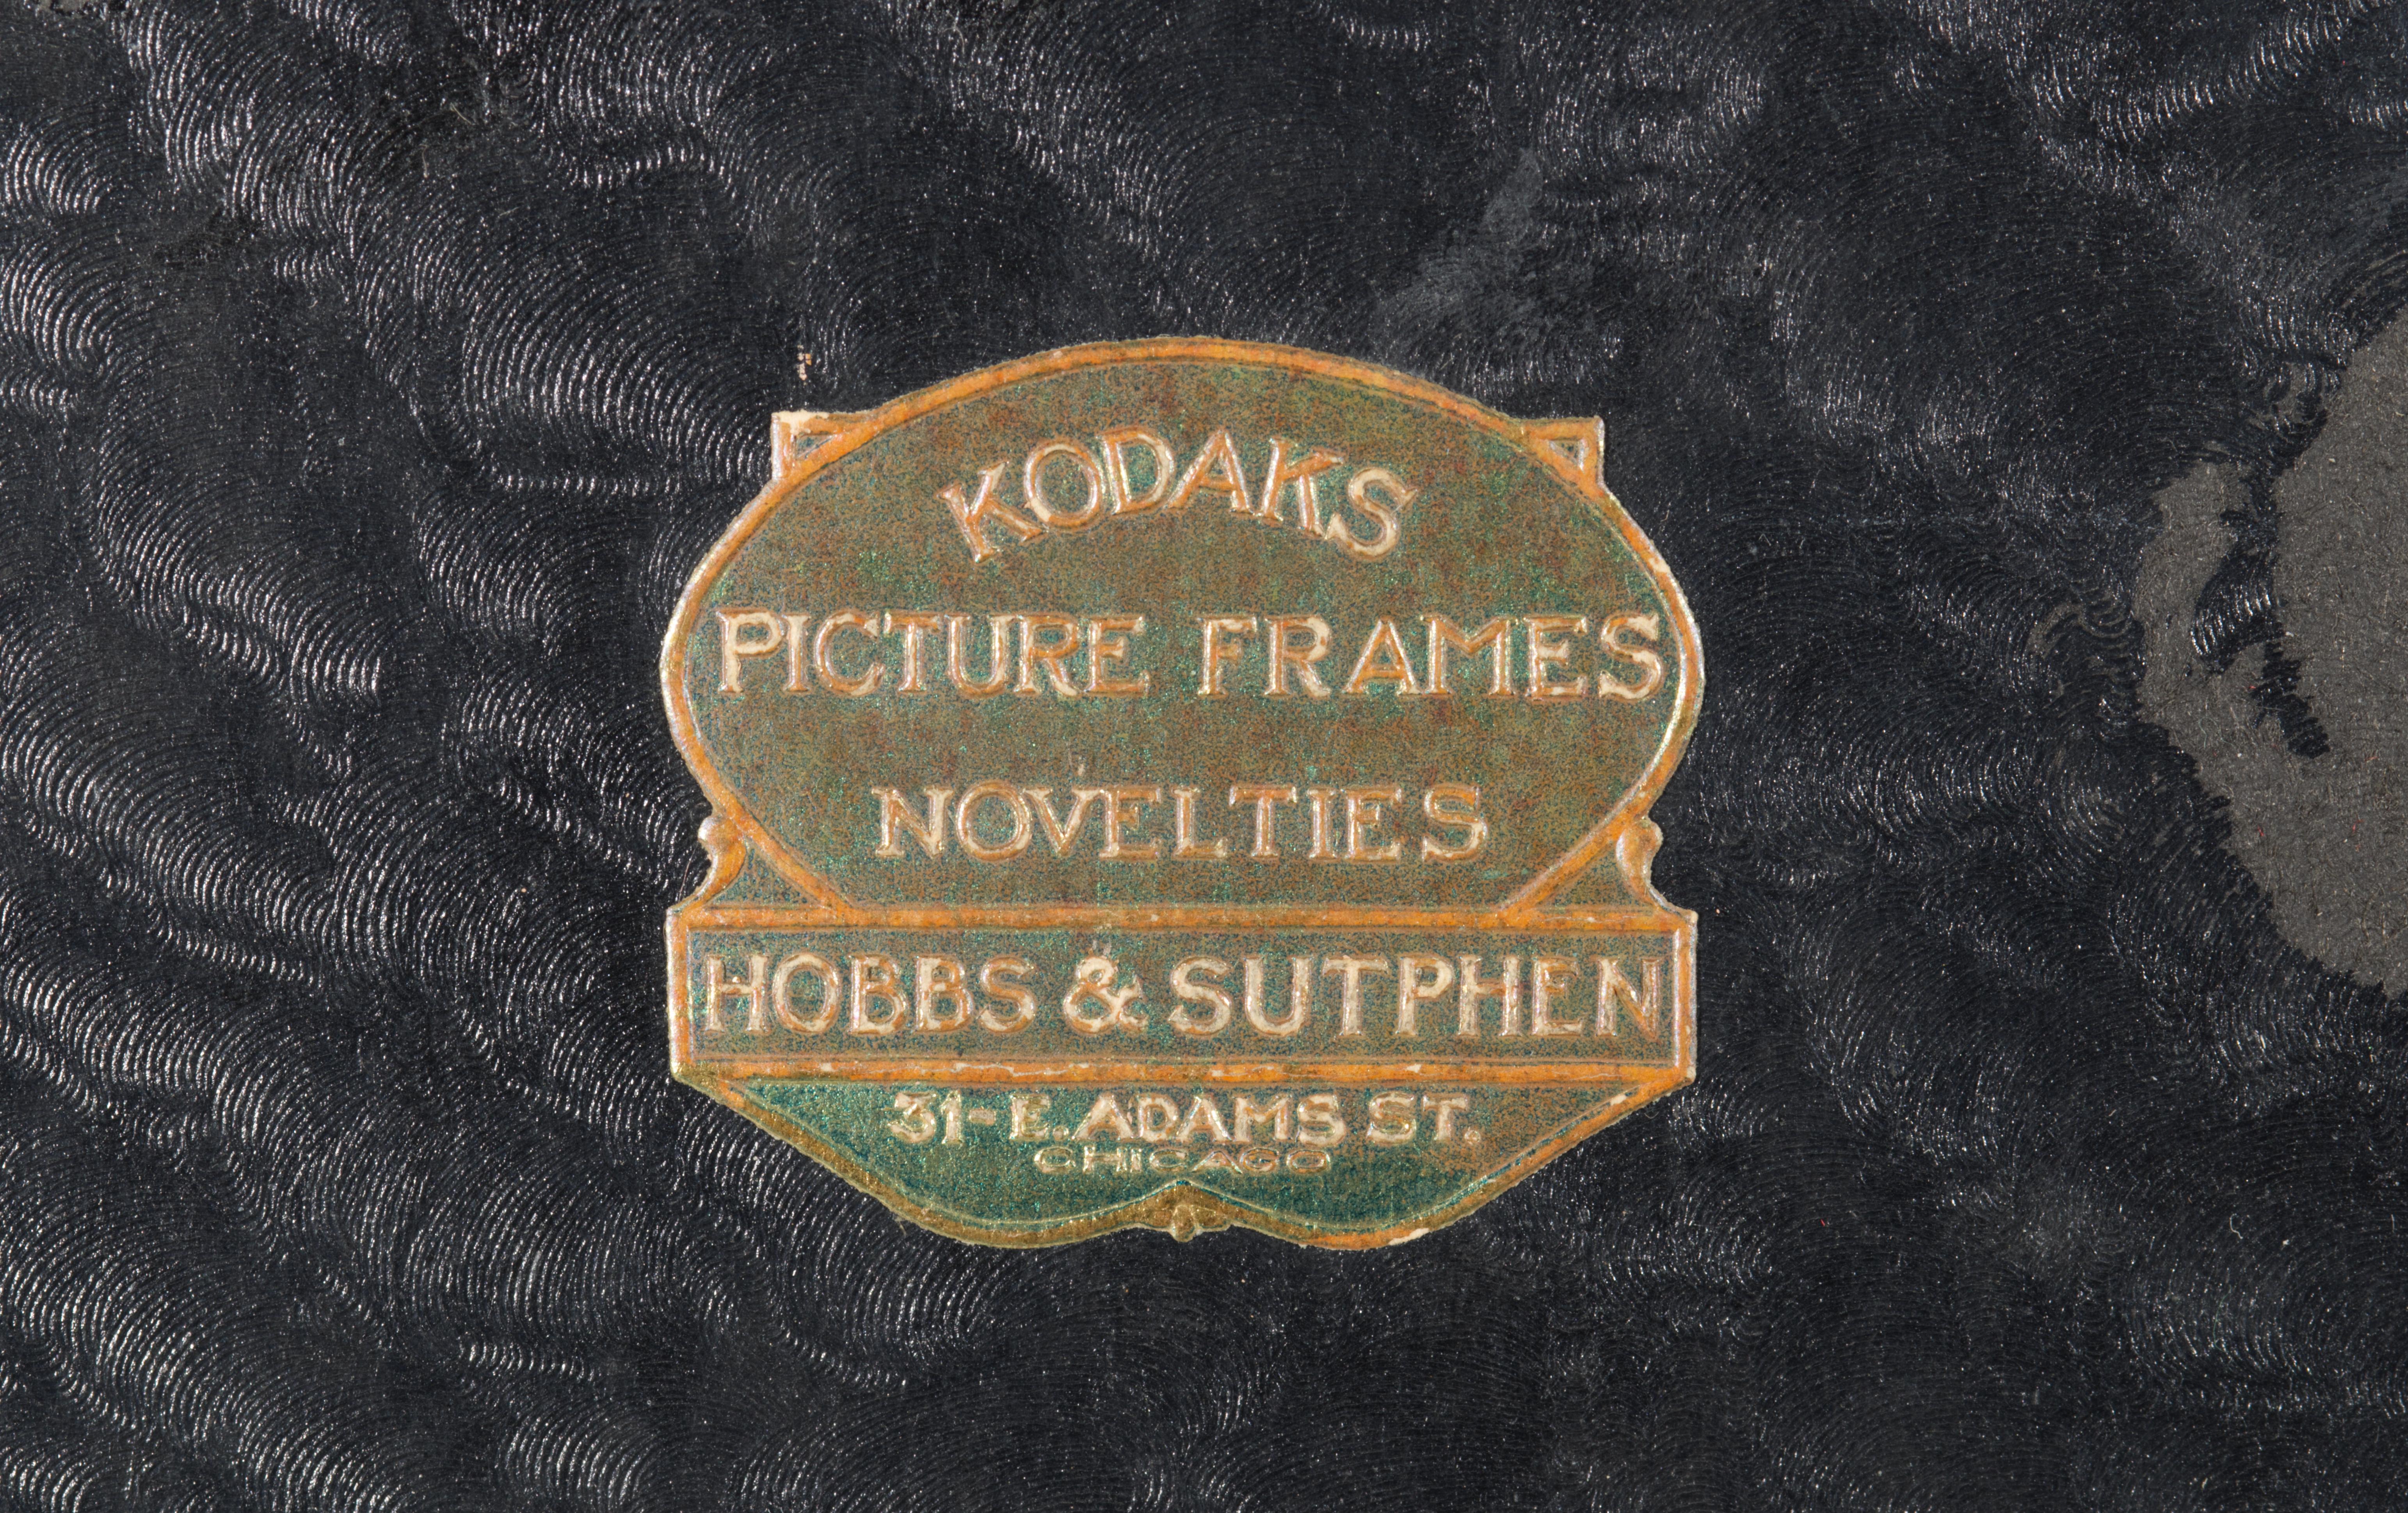 KODAKS
PICTURE FRAMES
NOVELTIES
HOBBS & SUTPHEN
31-E. ADAMS ST.
CHICAGO